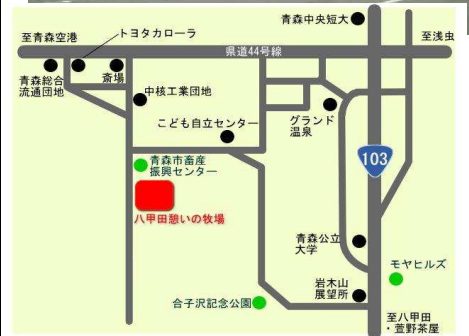 青森中央短大
至青森空港
トヨタカローラ
至浅虫
県道44号線
青森総合
流通団地
斎場
中核工業団地
グランド
温泉
こども自立センター
103
青森市畜産
振興センター
八甲田憩いの牧場
青森公立
大学
モヤヒルズ
岩木山
展望所
合子沢記念公園
至八甲田
・萱野茶屋